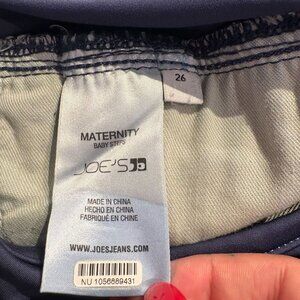 26
MATERNITY
BABY STEPS
JOE'S
MADE IN CHINA
HECHO EN CHINA
FABRIQUÉ EN CHINE
WWW.JOESJEANS.COM
NU 1056889431